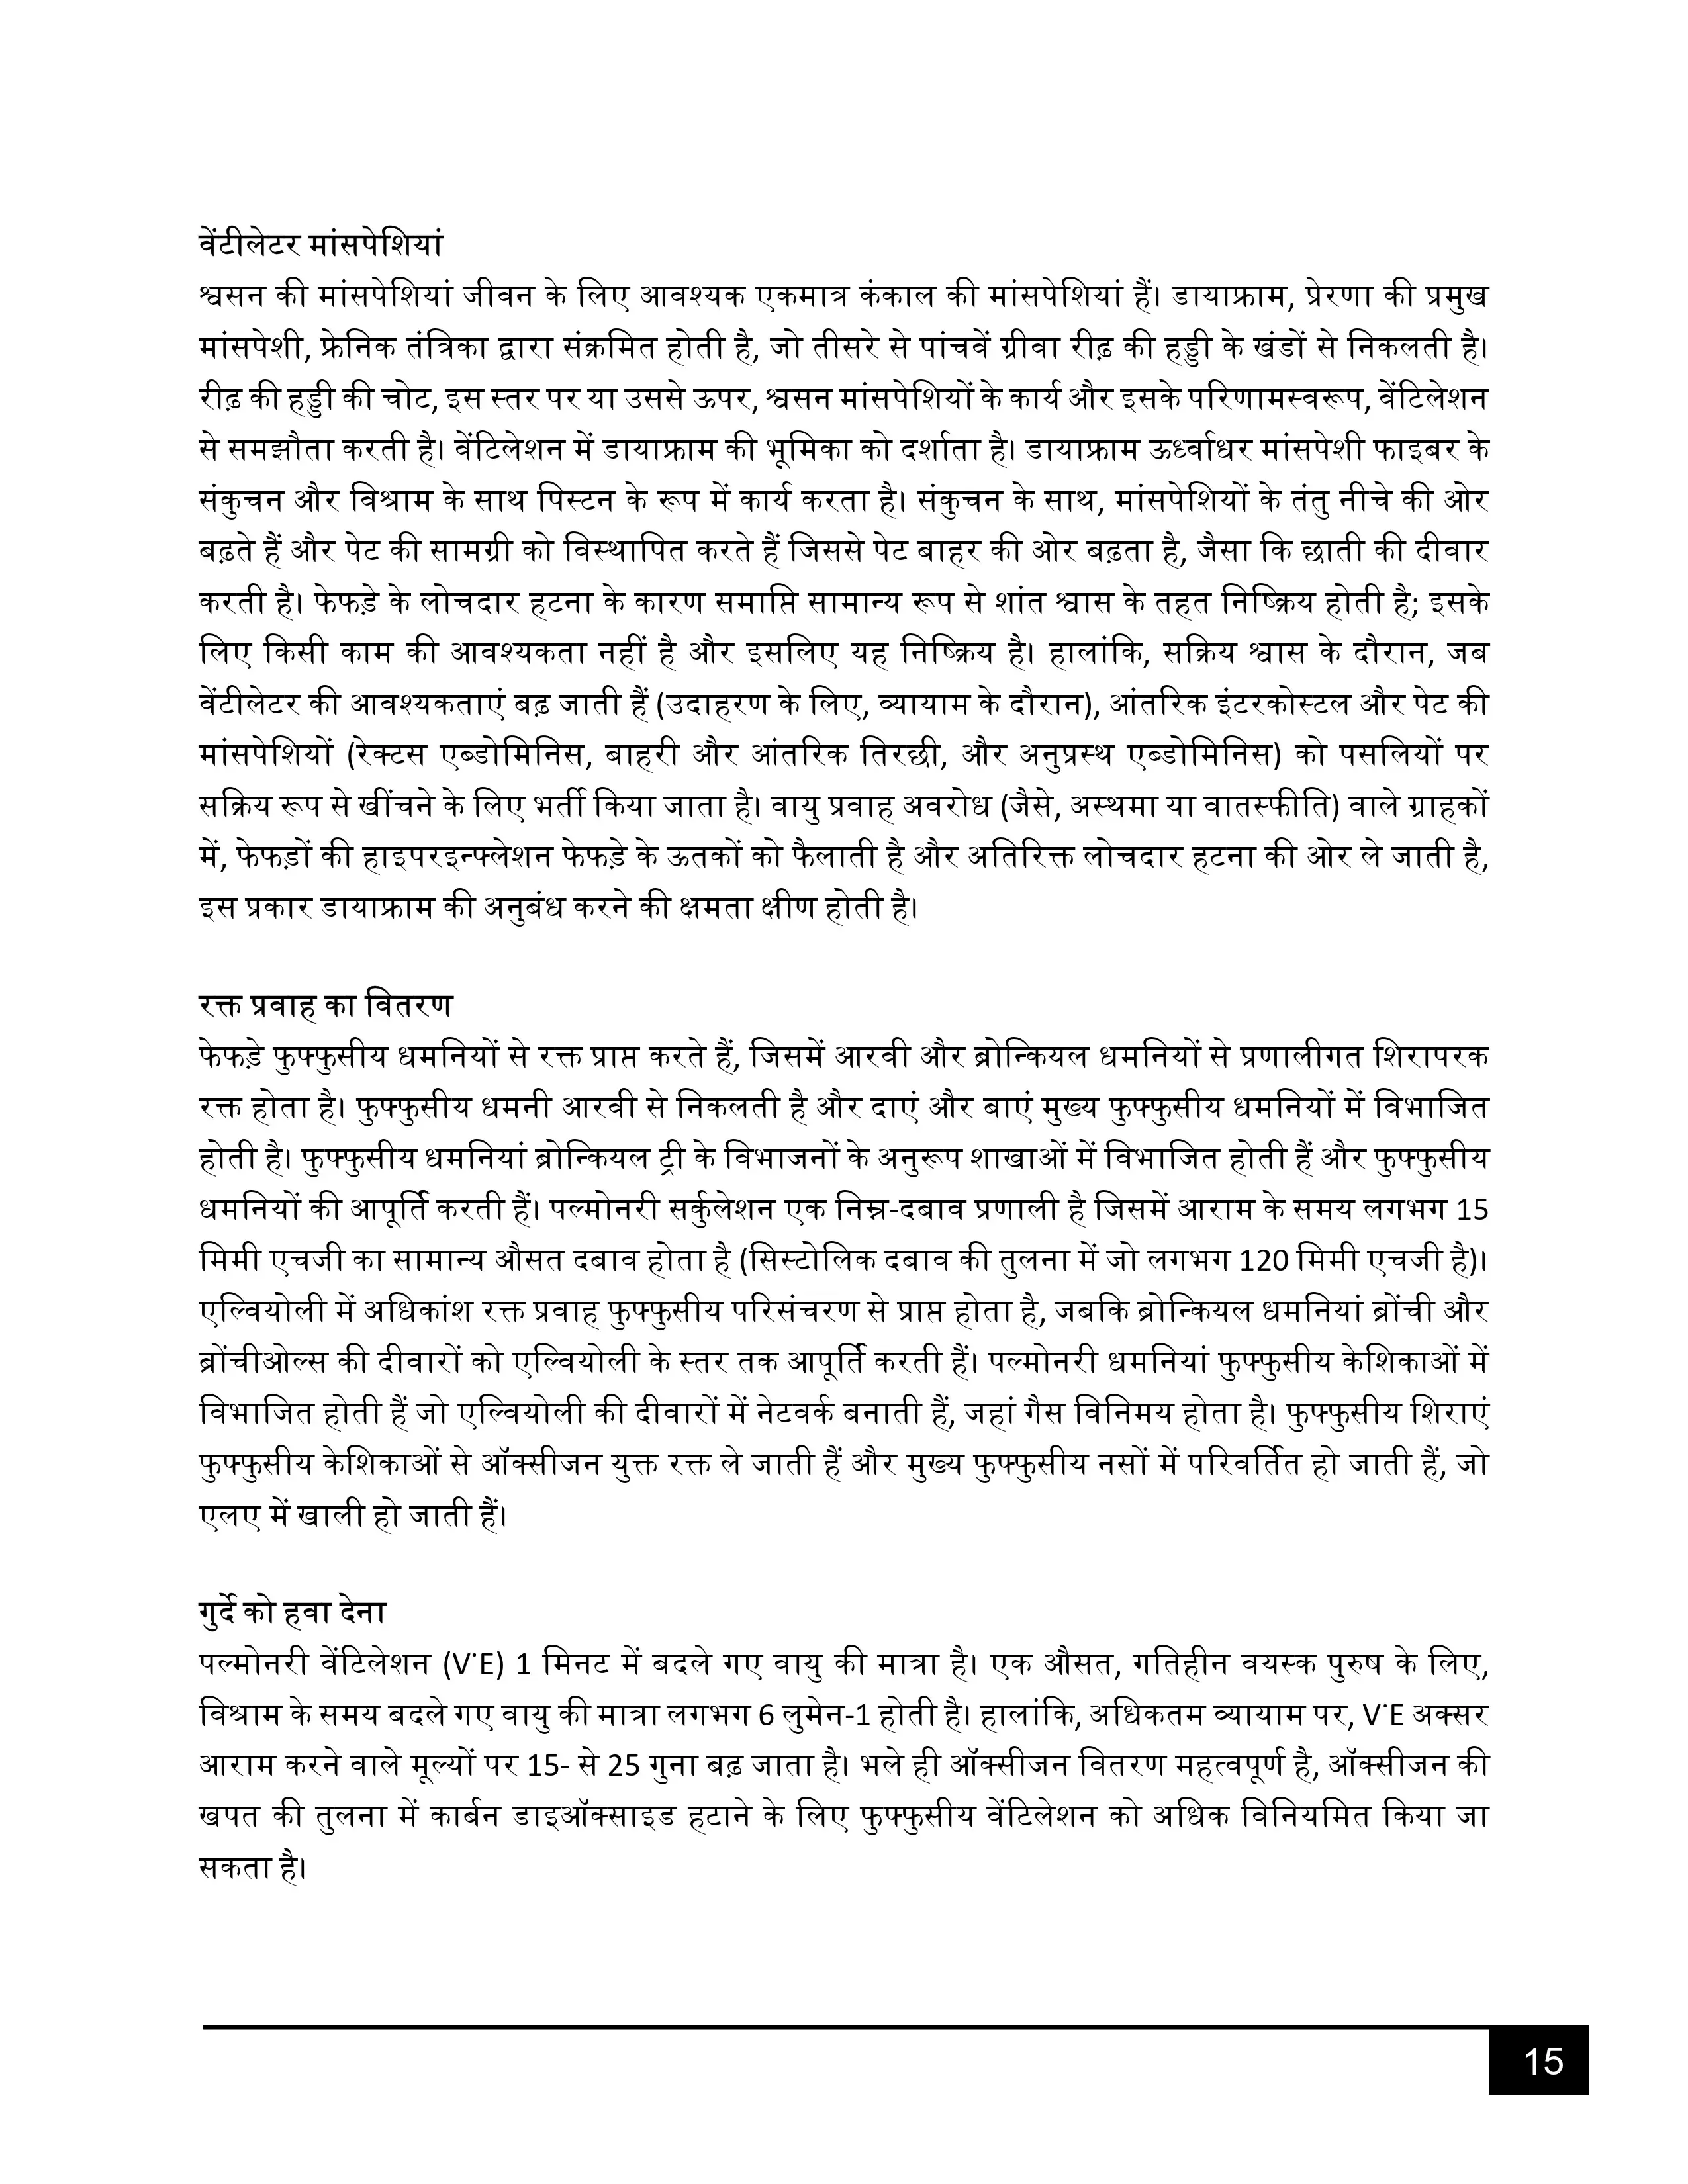 वेंटीलेटर मांसपेशियां
श्वसन की मांसपेशियां जीवन के लिए आवश्यक एकमात्र कंकाल की मांसपेशियां हैं। डायाफ्राम, प्रेरणा की प्रमुख
मांसपेशी, फ्रेनिक तंत्रिका द्वारा संक्रमित होती है, जो तीसरे से पांचवें ग्रीवा रीढ़ की हड्डी के खंडों से निकलती है।
रीढ़ की हड्डी की चोट, इस स्तर पर या उससे ऊपर, श्वसन मांसपेशियों के कार्य और इसके परिणामस्वरूप, वेंटिलेशन
से समझौता करती है। वेंटिलेशन में डायाफ्राम की भूमिका को दर्शाता है। डायाफ्राम ऊर्ध्वाधर मांसपेशी फाइबर के
संकुचन और विश्राम के साथ पिस्टन के रूप में कार्य करता है। संकुचन के साथ, मांसपेशियों के तंतु नीचे की ओर
बढ़ते हैं और पेट की सामग्री को विस्थापित करते हैं जिससे पेट बाहर की ओर बढ़ता है, जैसा कि छाती की दीवार
करती है। फेफड़े के लोचदार हटना के कारण समाप्ति सामान्य रूप से शांत श्वास के तहत निष्क्रिय होती है; इसके
लिए किसी काम की आवश्यकता नहीं है और इसलिए यह निष्क्रिय है। हालांकि, सक्रिय श्वास के दौरान, जब
वेंटीलेटर की आवश्यकताएं बढ़ जाती हैं (उदाहरण के लिए, व्यायाम के दौरान), आंतरिक इंटरकोस्टल और पेट की
मांसपेशियों (रेक्टस एब्डोमिनिस, बाहरी और आंतरिक तिरछी, और अनुप्रस्थ एब्डोमिनिस) को पसलियों पर
सक्रिय रूप से खींचने के लिए भर्ती किया जाता है। वायु प्रवाह अवरोध (जैसे, अस्थमा या वातस्फीति) वाले ग्राहकों
में, फेफड़ों की हाइपरइन्फ्लेशन फेफड़े के ऊतकों को फैलाती है और अतिरिक्त लोचदार हटना की ओर ले जाती है,
इस प्रकार डायाफ्राम की अनुबंध करने की क्षमता क्षीण होती है।
रक्त प्रवाह का वितरण
फेफड़े फुफ्फुसीय धमनियों से रक्त प्राप्त करते हैं, जिसमें आरवी और ब्रोन्कियल धमनियों से प्रणालीगत शिरापरक
रक्त होता है। फुफ्फुसीय धमनी आरवी से निकलती है और दाएं और बाएं मुख्य फुफ्फुसीय धमनियों में विभाजित
होती है। फुफ्फुसीय धमनियां ब्रोन्कियल ट्री के विभाजनों के अनुरूप शाखाओं में विभाजित होती हैं और फुफ्फुसीय
धमनियों की आपूर्ति करती हैं। पल्मोनरी सर्कुलेशन एक निम्न-दबाव प्रणाली है जिसमें आराम के समय लगभग 15
मिमी एचजी का सामान्य औसत दबाव होता है (सिस्टोलिक दबाव की तुलना में जो लगभग 120 मिमी एचजी है)।
एल्वियोली में अधिकांश रक्त प्रवाह फुफ्फुसीय परिसंचरण से प्राप्त होता है, जबकि ब्रोन्कियल धमनियां ब्रोंची और
ब्रोंचीओल्स की दीवारों को एल्वियोली के स्तर तक आपूर्ति करती हैं। पल्मोनरी धमनियां फुफ्फुसीय केशिकाओं में
विभाजित होती हैं जो एल्वियोली की दीवारों में नेटवर्क बनाती हैं, जहां गैस विनिमय होता है। फुफ्फुसीय शिराएं
फुफ्फुसीय केशिकाओं से ऑक्सीजन युक्त रक्त ले जाती हैं और मुख्य फुफ्फुसीय नसों में परिवर्तित हो जाती हैं, जो
एलए में खाली हो जाती हैं।
गुर्दे को हवा देना
पल्मोनरी वेंटिलेशन (V˙E) 1 मिनट में बदले गए वायु की मात्रा है। एक औसत, गतिहीन वयस्क पुरुष के लिए,
विश्राम के समय बदले गए वायु की मात्रा लगभग 6 लुमेन-1 होती है। हालांकि, अधिकतम व्यायाम पर, V˙E अक्सर
आराम करने वाले मूल्यों पर 15- से 25 गुना बढ़ जाता है। भले ही ऑक्सीजन वितरण महत्वपूर्ण है, ऑक्सीजन की
खपत की तुलना में कार्बन डाइऑक्साइड हटाने के लिए फुफ्फुसीय वेंटिलेशन को अधिक विनियमित किया जा
सकता है।
15